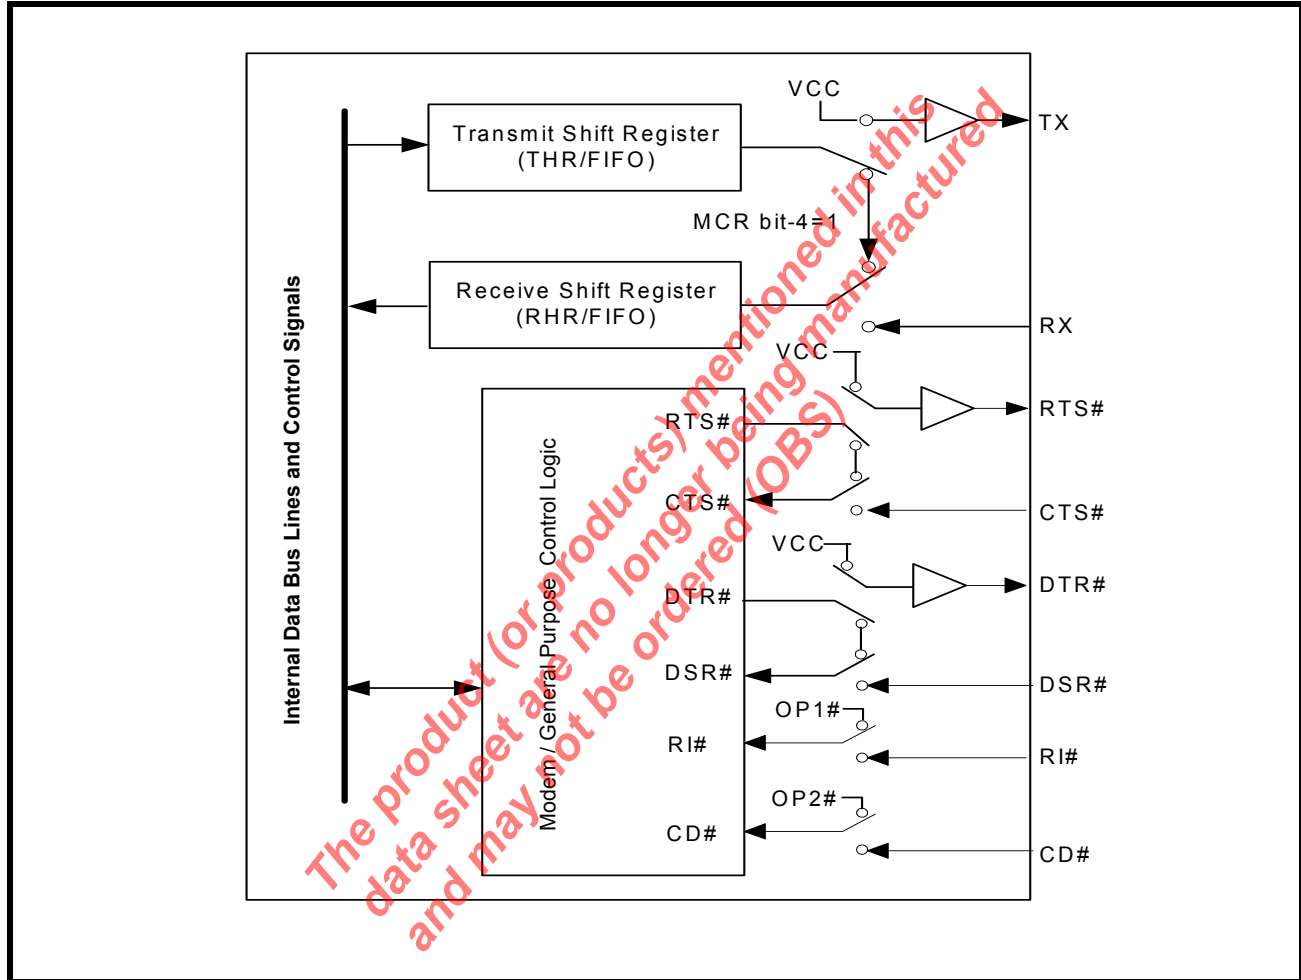 VCC
TX
Transmit Shift Register
(THR/FIFO)
MCR bit-4=1
Receive Shift Register
(RHR/FIFO)
RX
VCC
RTS#
RTS#
CTS#
CTS#
VCC
DTR#
DTR#
DSR#
DSR#
OP1#
RI#
RI#
OP2#
CD#
CD#
Internal Data Bus Lines and Control Signals
Modem / General Purpose Control Logic
The product (or products) mentioned in this
data sheet are no longer being manufactured
and may not be ordered (OBS)